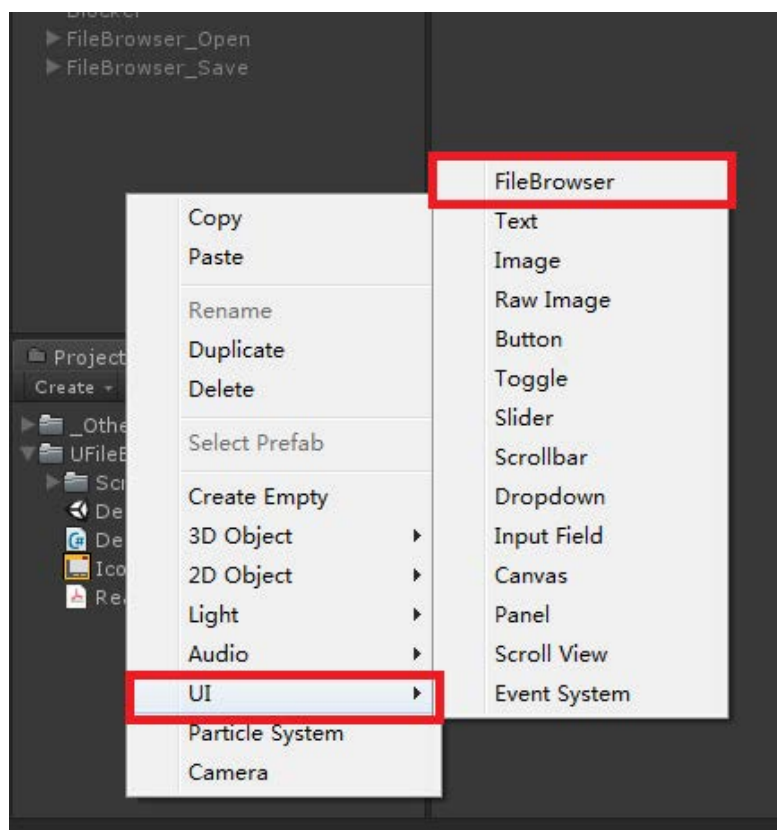 FileBrowser_Open
FileBrowser_Save
Copy
Paste
Rename
Duplicate
Delete
Select Prefab
Create Empty
3D Object
2D Object
Light
Audio
UI
Particle System
Camera
FileBrowser
Text
Image
Raw Image
Button
Toggle
Slider
Scrollbar
Dropdown
Input Field
Canvas
Panel
Scroll View
Event System
Project
Create